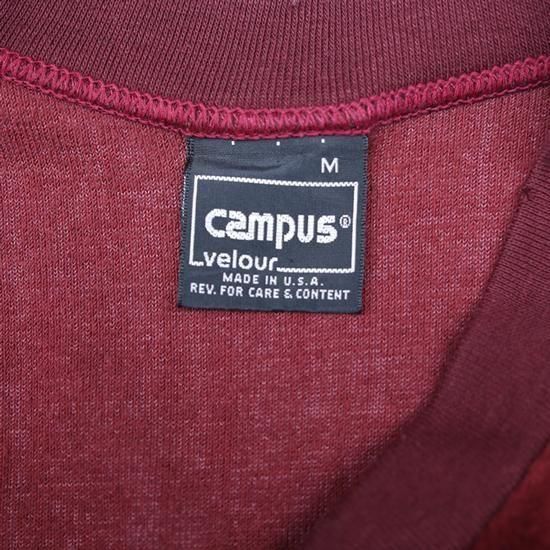 M
campus®
velour
MADE IN U.S.A.
REV. FOR CARE & CONTENT